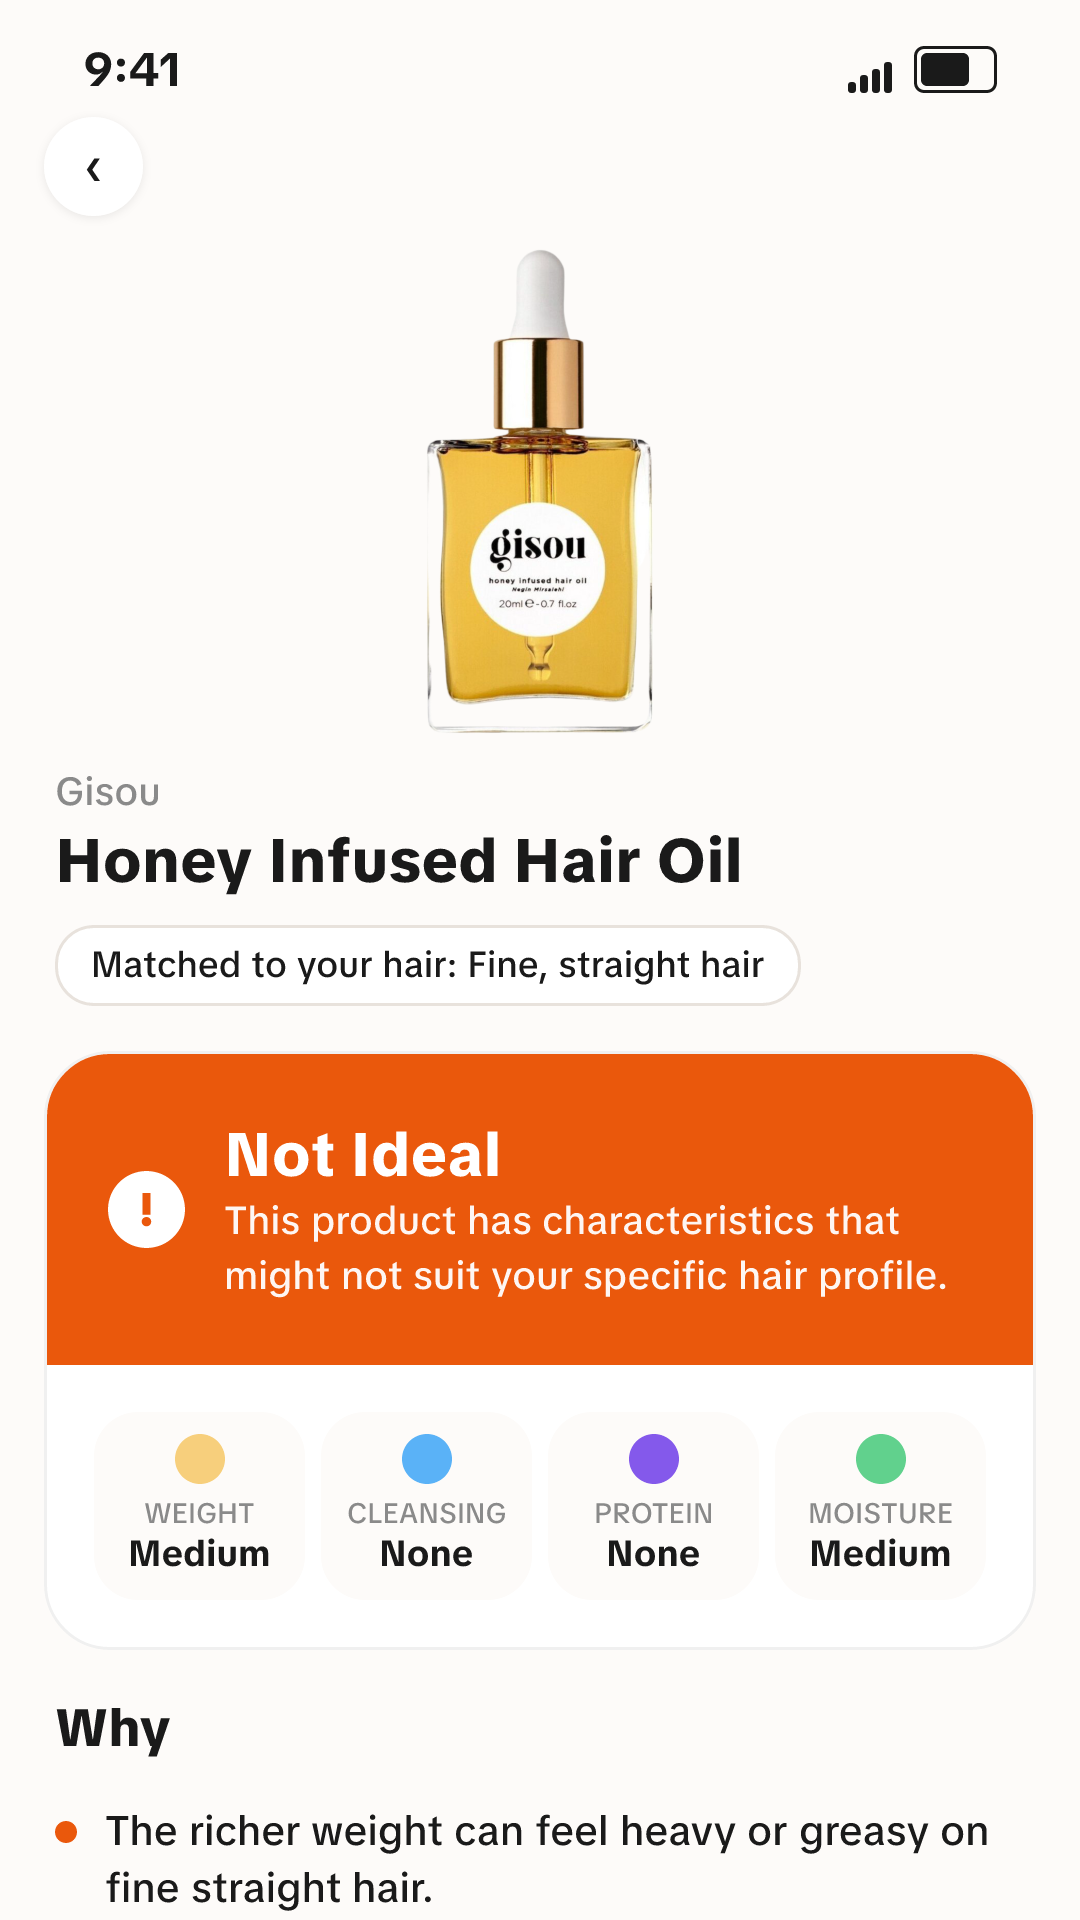 9:41
gisou
honey infused hair oil
Negin Mirsalehi
20ml ℮ - 0.7 fl.oz
Gisou
Honey Infused Hair Oil
Matched to your hair: Fine, straight hair
!
Not Ideal
This product has characteristics that
might not suit your specific hair profile.
WEIGHT
Medium
CLEANSING
None
PROTEIN
None
MOISTURE
Medium
Why
The richer weight can feel heavy or greasy on
fine straight hair.